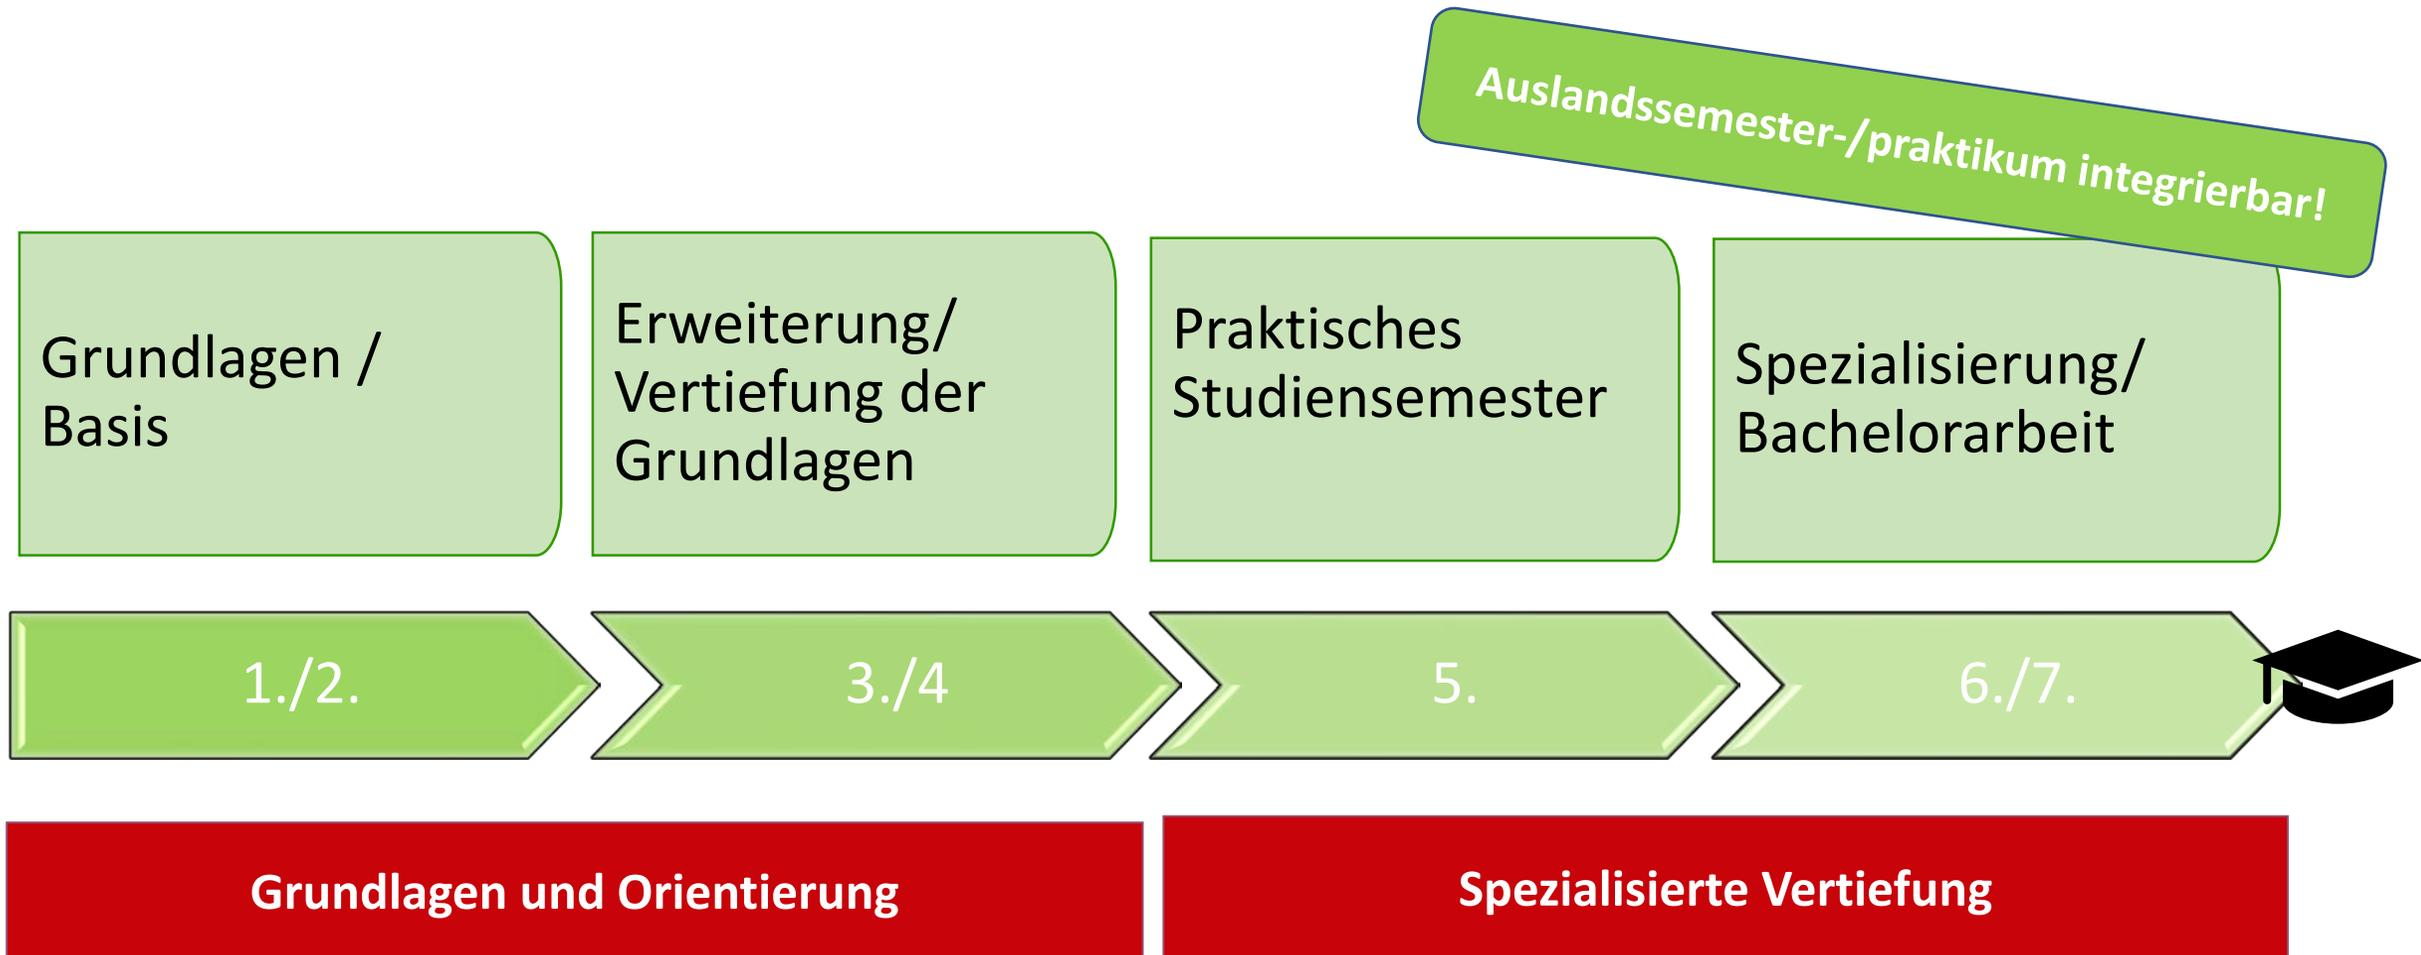 Auslandssemester-/praktikum integrierbar!
Grundlagen /
Basis
Erweiterung/
Vertiefung der
Grundlagen
Praktisches
Studiensemester
Spezialisierung/
Bachelorarbeit
1./2.
3./4
5.
6./7.
Grundlagen und Orientierung
Spezialisierte Vertiefung